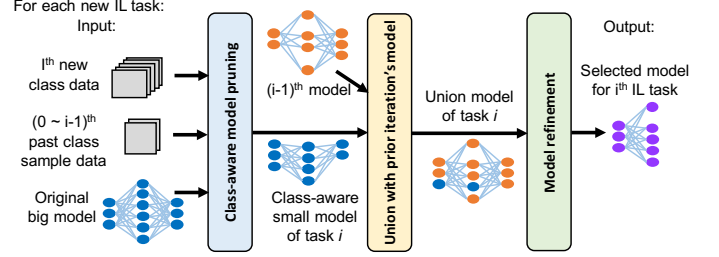 For each new IL task:
Input:
Iᵗʰ new
class data
(0 ~ i-1)ᵗʰ
past class
sample data
Original
big model
Class-aware model pruning
(i-1)ᵗʰ model
Class-aware
small model
of task i
Union with prior iteration's model
Union model
of task i
Model refinement
Output:
Selected model
for iᵗʰ IL task